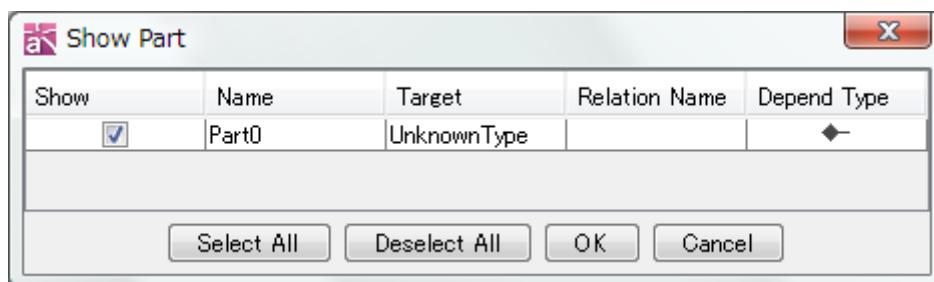 Show Part
Show Name Target Relation Name Depend Type
Part0 UnknownType
Select All Deselect All OK Cancel